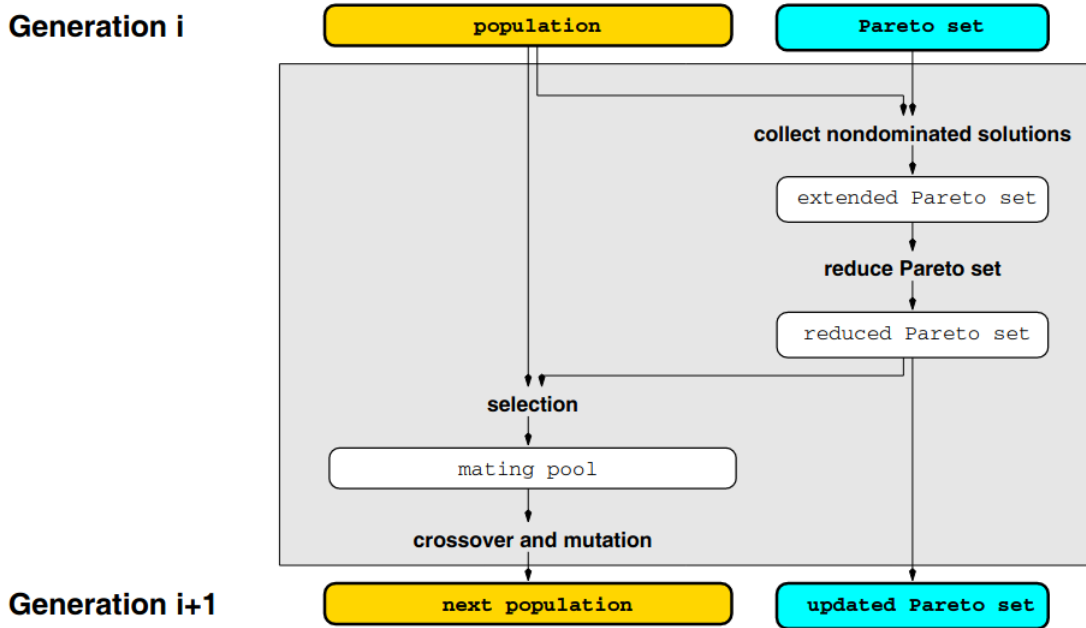 Generation i
population
Pareto set
collect nondominated solutions
extended Pareto set
reduce Pareto set
reduced Pareto set
selection
mating pool
crossover and mutation
Generation i+1
next population
updated Pareto set